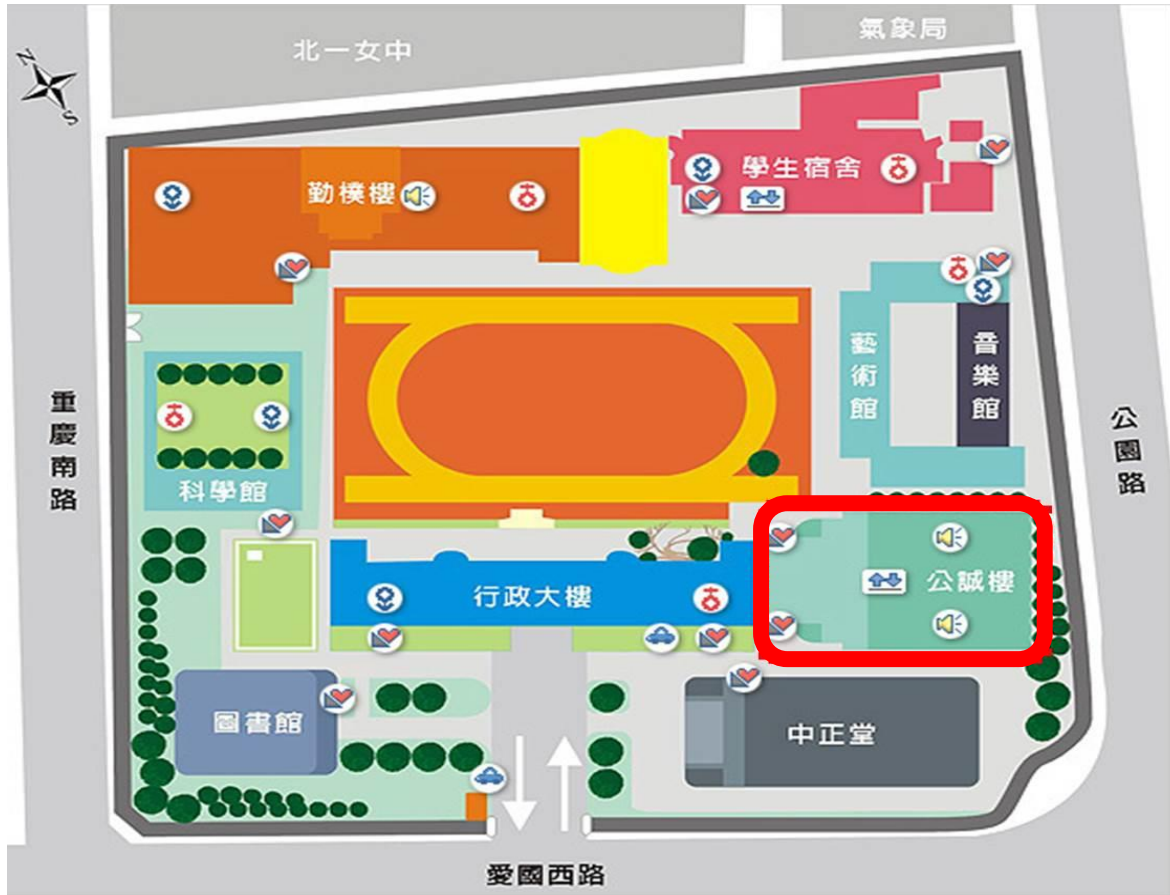 北一女中
氣象局
N
S
勤樸樓
學生宿舍
藝術館
音樂館
重慶南路
公園路
科學館
行政大樓
公誠樓
圖書館
中正堂
愛國西路